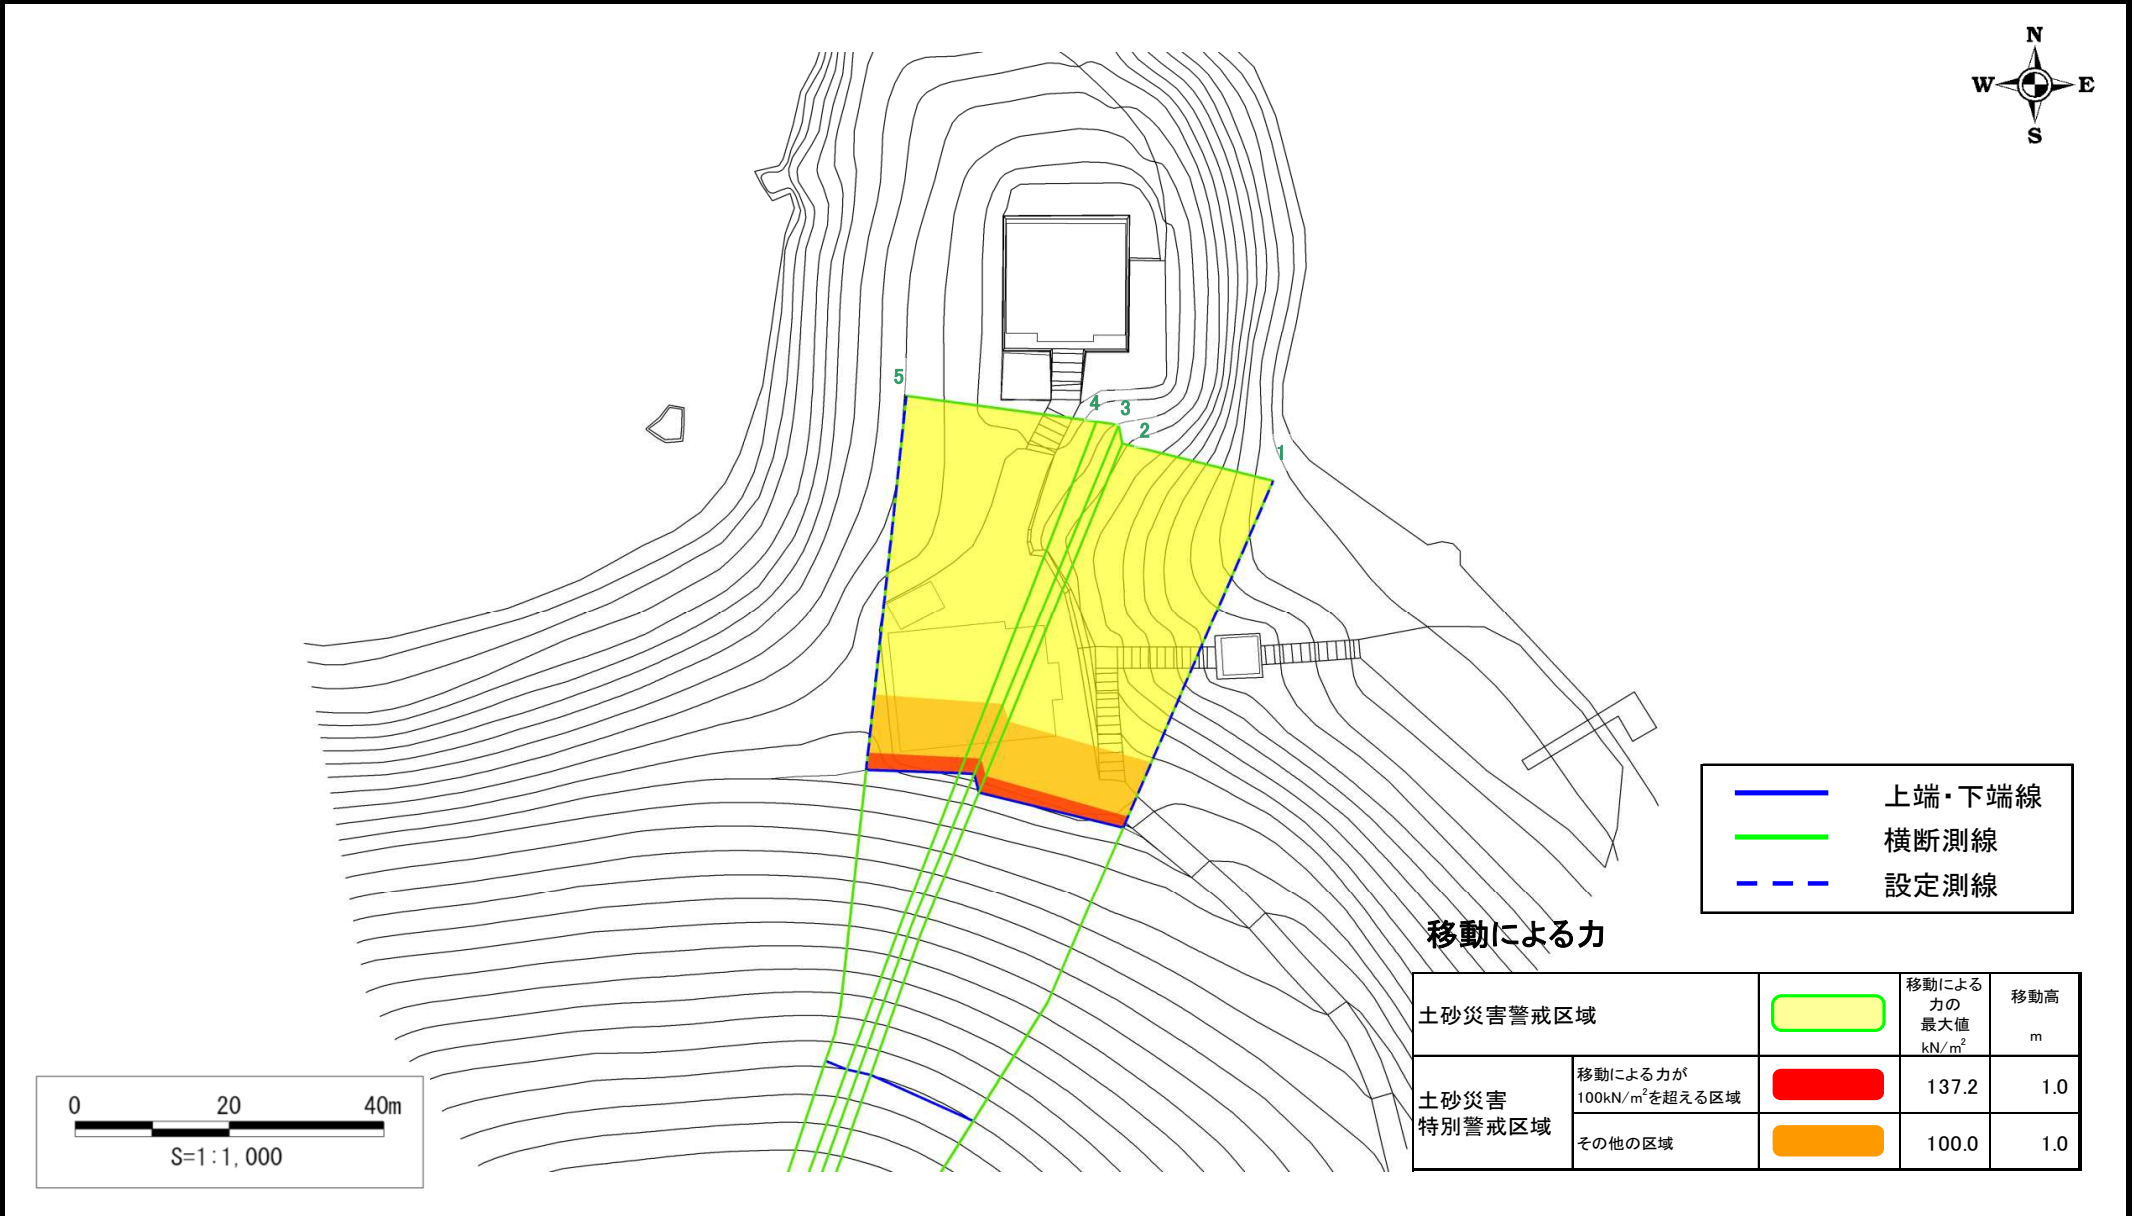 N
W E
S
5
4
3
2
1
上端・下端線
横断測線
設定測線
移動による力
土砂災害警戒区域
移動による
力の
最大値
kN/m²
移動高
m
土砂災害
特別警戒区域
移動による力が
100kN/m²を超える区域
137.2
1.0
その他の区域
100.0
1.0
0 20 40m
S=1:1,000